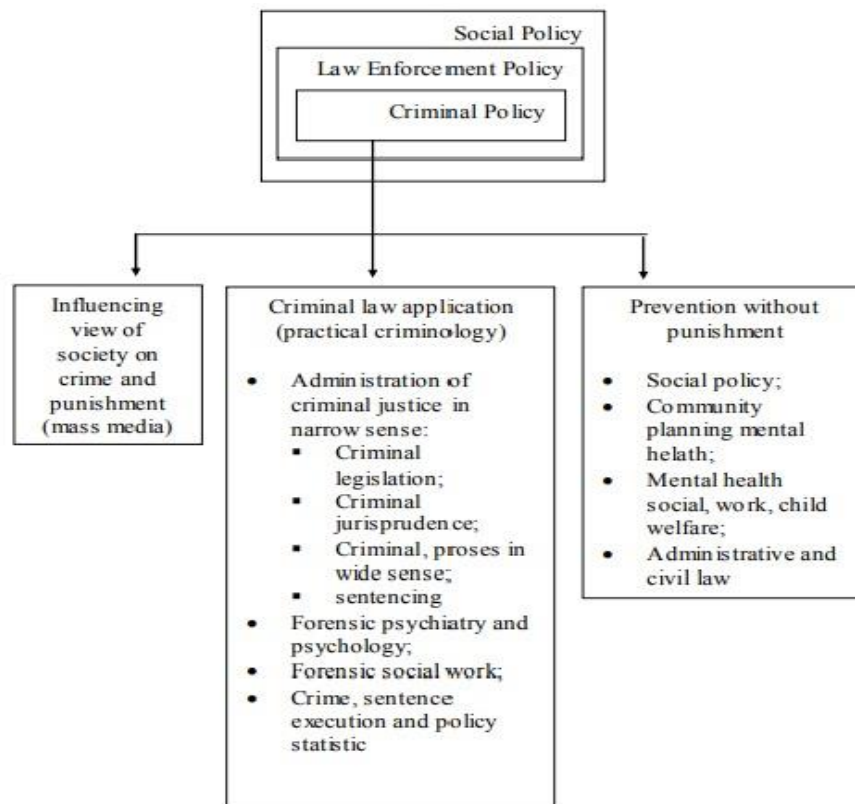 Social Policy
Law Enforcement Policy
Criminal Policy
Influencing
view of
society on
crime and
punishment
(mass media)
Criminal law application
(practical criminology)
• Administration of
criminal justice in
narrow sense:
▪ Criminal
legislation;
▪ Criminal
jurisprudence;
▪ Criminal, proses in
wide sense;
▪ sentencing
• Forensic psychiatry and
psychology;
• Forensic social work;
• Crime, sentence
execution and policy
statistic
Prevention without
punishment
• Social policy;
• Community
planning mental
helath;
• Mental health
social, work, child
welfare;
• Administrative and
civil law